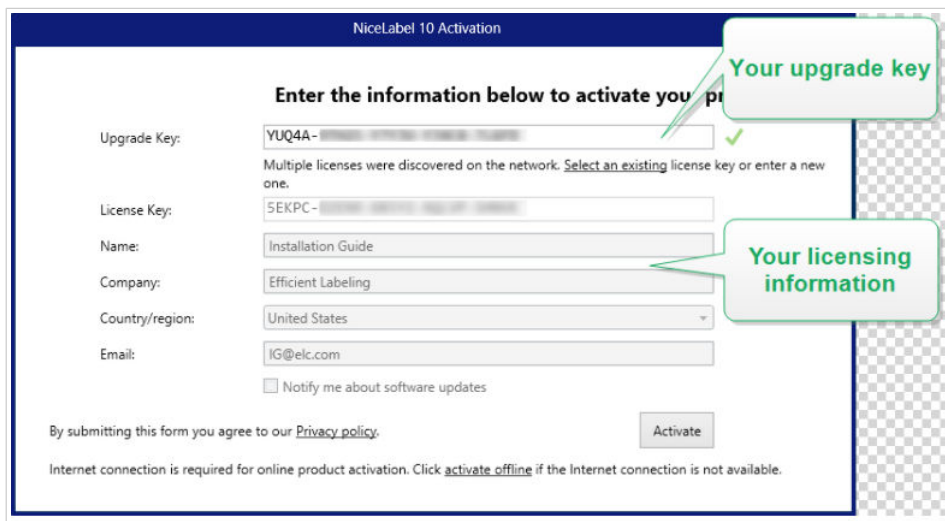 NiceLabel 10 Activation
Your upgrade key
Enter the information below to activate your pr
Upgrade Key:
YUQ4A-
Multiple licenses were discovered on the network. Select an existing license key or enter a new
one.
License Key:
5EKPC-
Name:
Installation Guide
Your licensing
information
Company:
Efficient Labeling
Country/region:
United States
Email:
IG@elc.com
Notify me about software updates
By submitting this form you agree to our Privacy policy.
Activate
Internet connection is required for online product activation. Click activate offline if the Internet connection is not available.